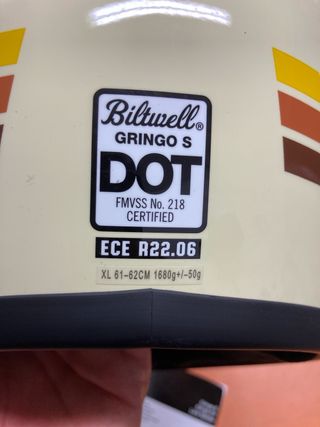 Biltwell®
GRINGO S
DOT
FMVSS No. 218
CERTIFIED
ECE R22.06
XL 61-62CM 1680g+/-50g